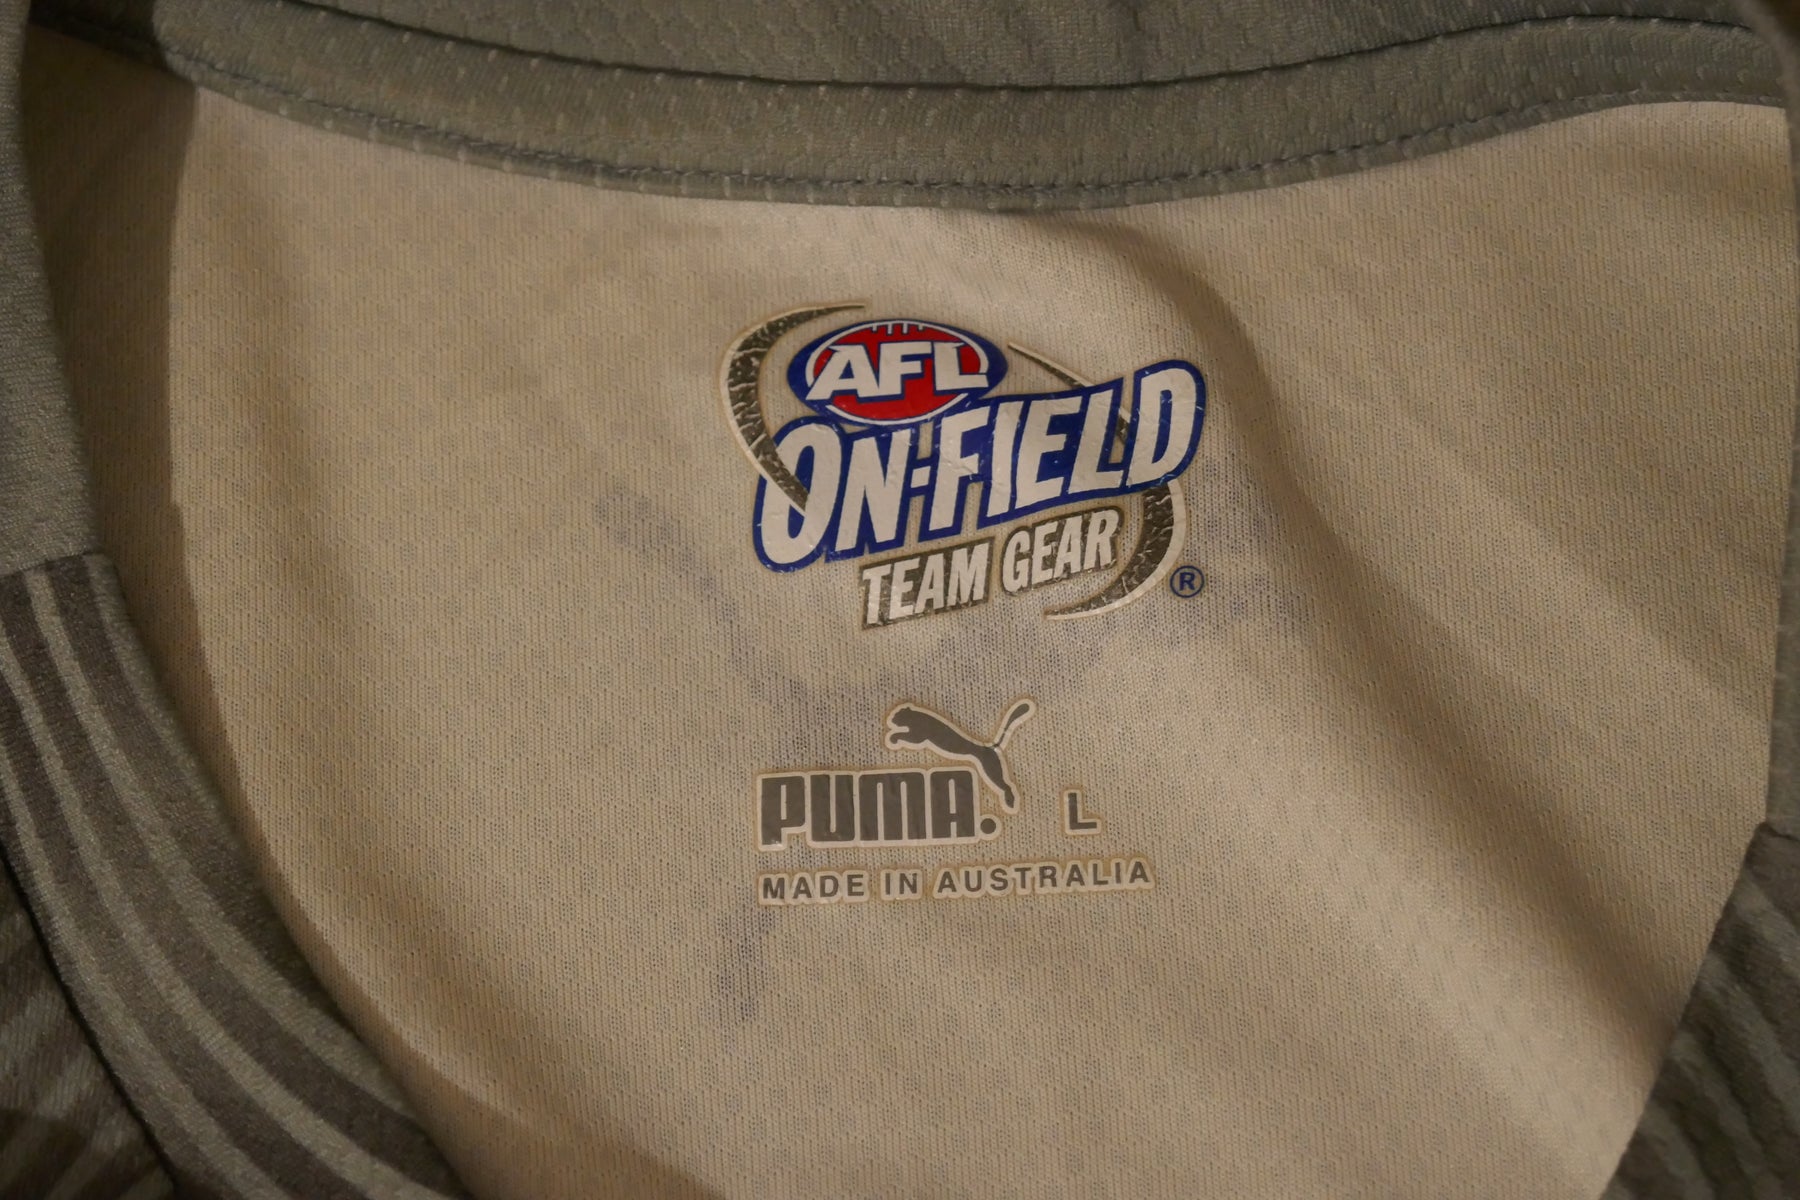 AFL
ON-FIELD
TEAM GEAR ®
PUMA. L
MADE IN AUSTRALIA